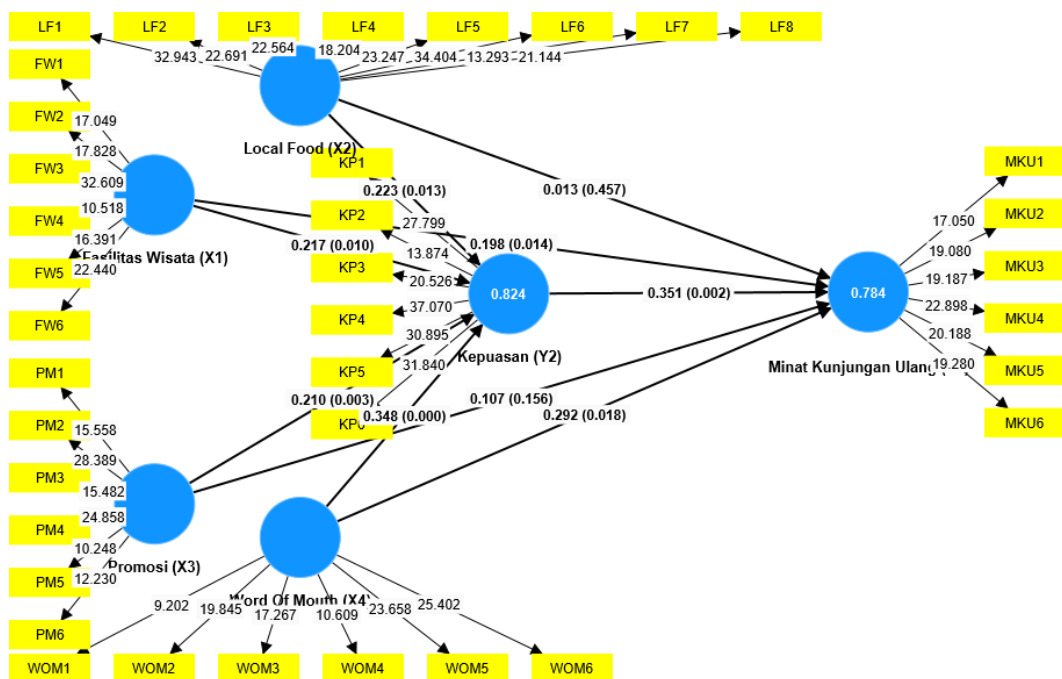 LF1
LF2
LF3
LF4
LF5
LF6
LF7
LF8
32.943
22.691
22.564
18.204
23.247
34.404
13.293
21.144
FW1
FW2
FW3
FW4
FW5
FW6
17.049
17.828
32.609
10.518
16.391
22.440
Local Food (X2)
Fasilitas Wisata (X1)
KP1
KP2
KP3
KP4
KP5
27.799
13.874
20.526
37.070
30.895
31.840
0.223 (0.013)
0.013 (0.457)
0.217 (0.010)
0.198 (0.014)
0.824
0.351 (0.002)
0.784
Kepuasan (Y2)
Minat Kunjungan Ulang
MKU1
MKU2
MKU3
MKU4
MKU5
MKU6
17.050
19.080
19.187
22.898
20.188
19.280
0.210 (0.003)
0.348 (0.000)
0.107 (0.156)
0.292 (0.018)
PM1
PM2
PM3
PM4
PM5
PM6
15.558
28.389
15.482
24.858
10.248
12.230
Promosi (X3)
Word Of Mouth (X4)
9.202
19.845
17.267
10.609
23.658
25.402
WOM1
WOM2
WOM3
WOM4
WOM5
WOM6